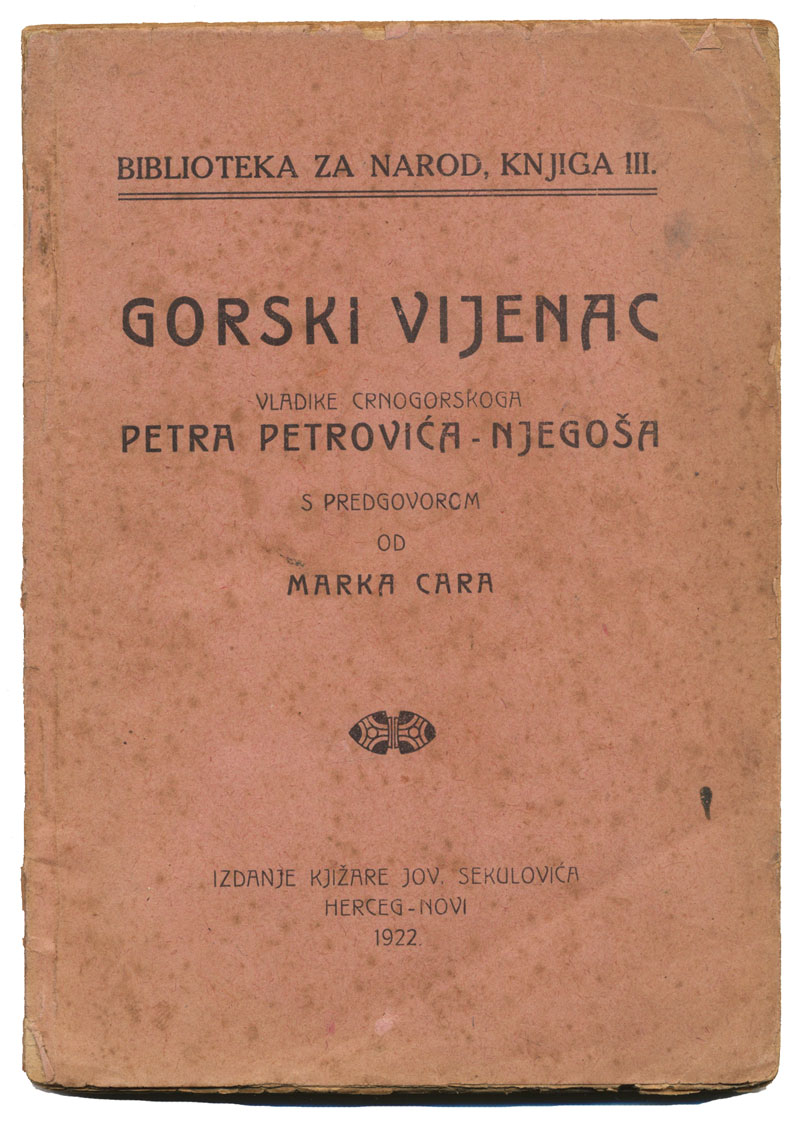 BIBLIOTEKA ZA NAROD, KNJIGA III.
GORSKI VIJENAC
VLADIKE CRNOGORSKOGA
PETRA PETROVIĆA - NJEGOŠA
S PREDGOVOROM
OD
MARKA CARA
IZDANJE KJIŽARE JOV. SEKULOVIĆA
HERCEG-NOVI
1922.